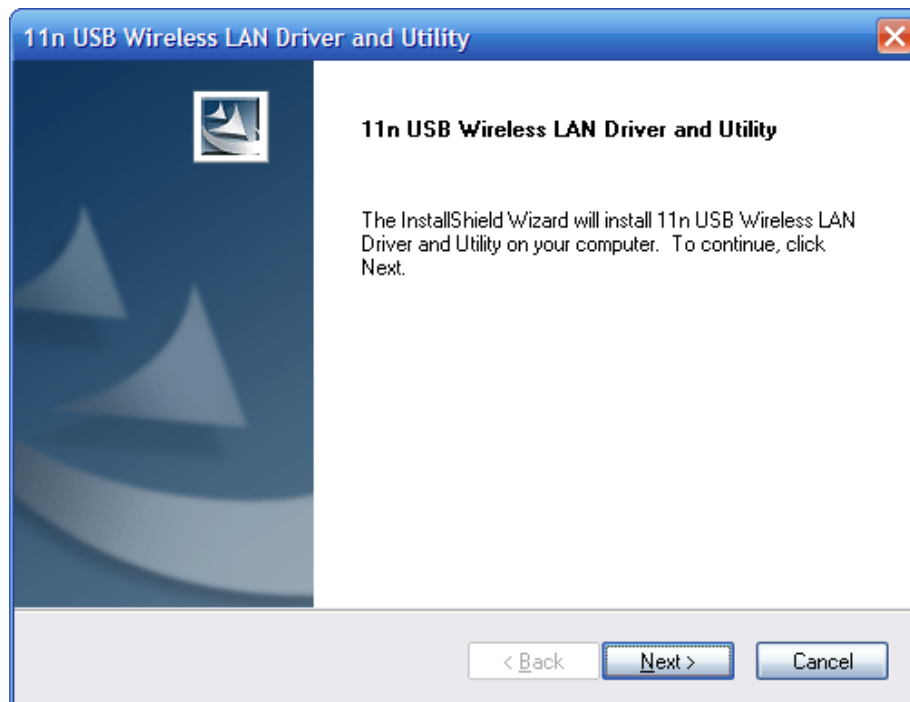 11n USB Wireless LAN Driver and Utility
11n USB Wireless LAN Driver and Utility
The InstallShield Wizard will install 11n USB Wireless LAN
Driver and Utility on your computer.  To continue, click
Next.
< Back
Next >
Cancel